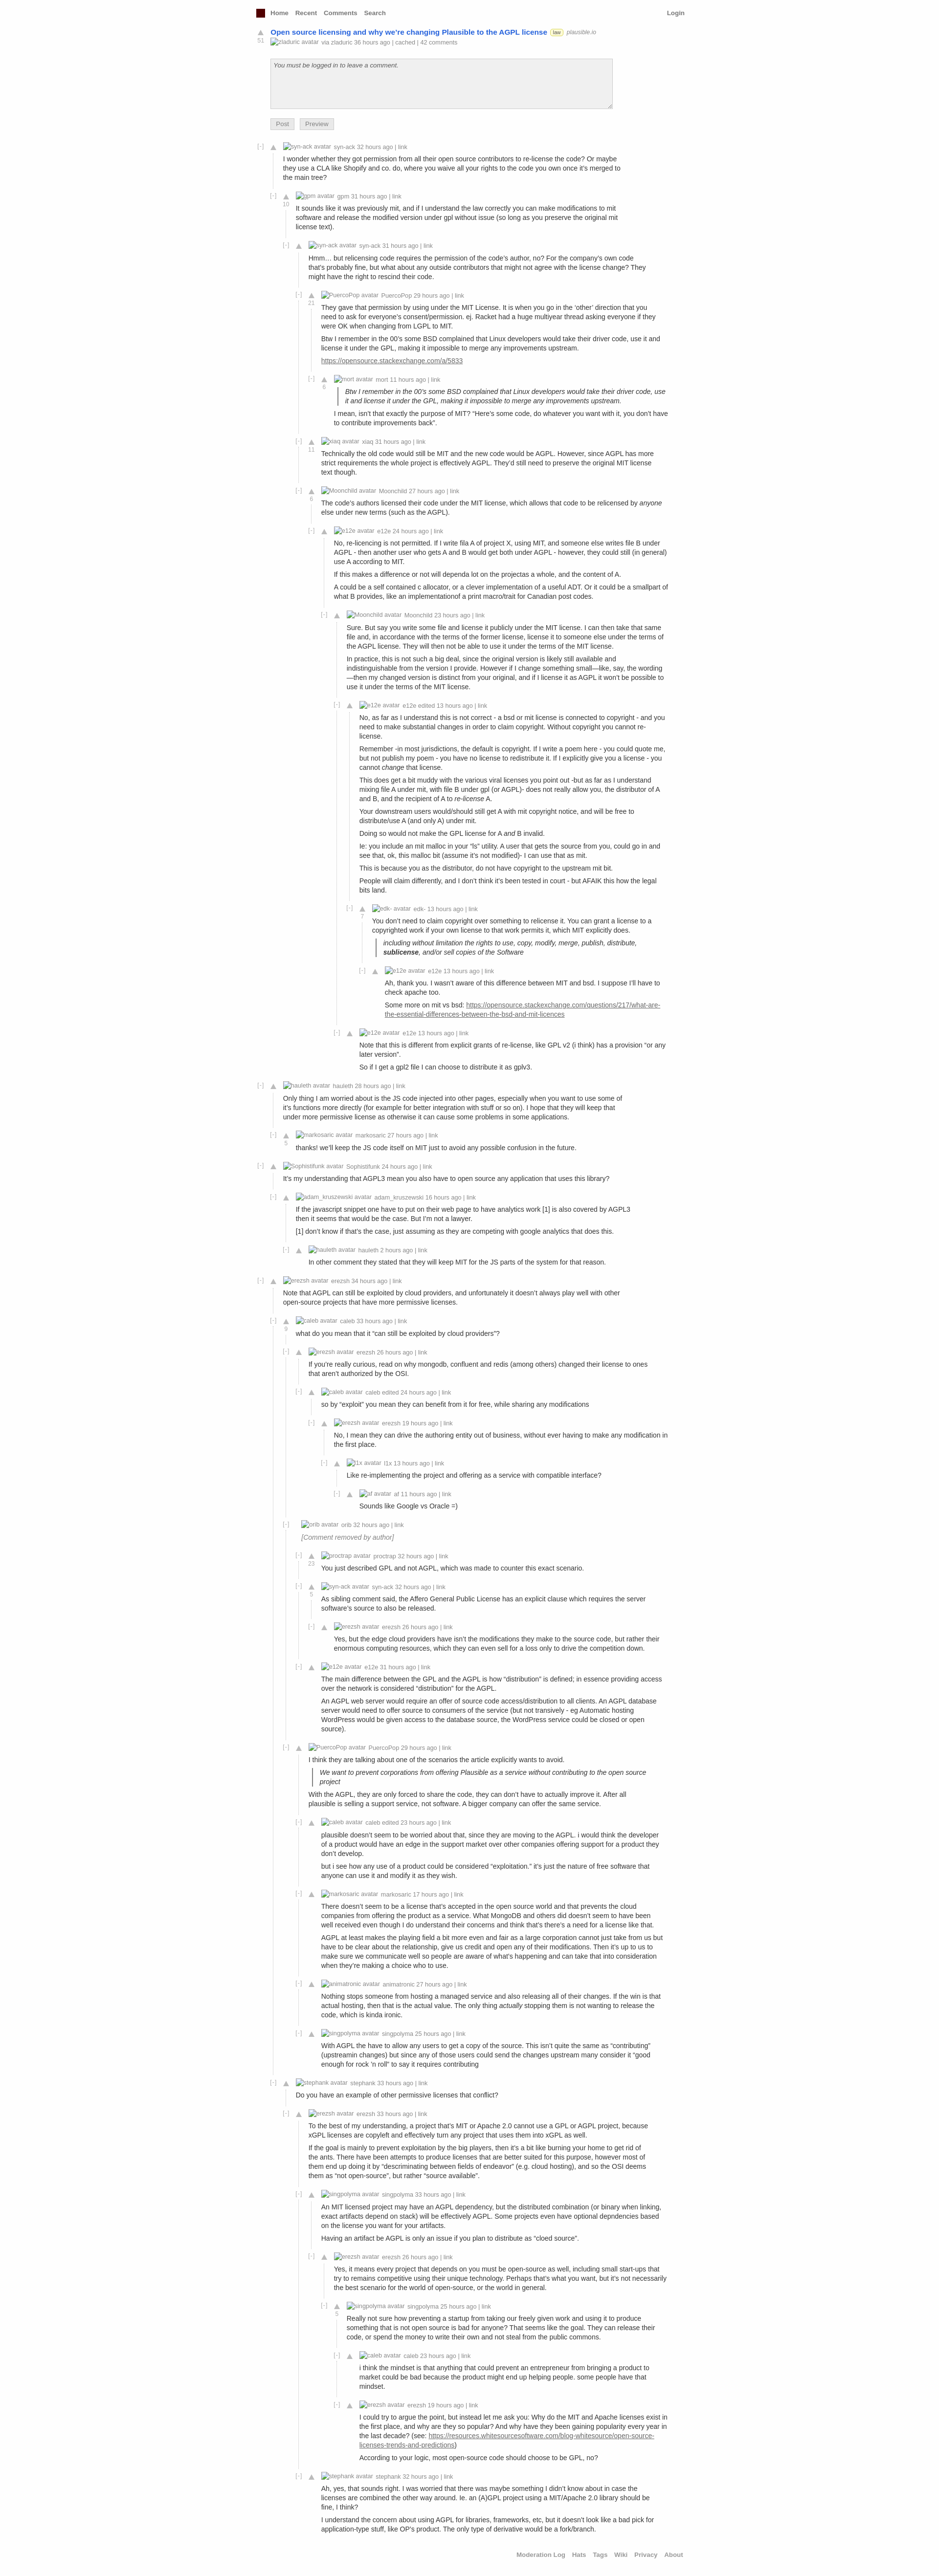 Home Recent Comments Search Login
Open source licensing and why we're changing Plausible to the AGPL license law plausible.io
51
zladuric avatar via zladuric 36 hours ago | cached | 42 comments
You must be logged in to leave a comment.
Post Preview
[-] syn-ack avatar syn-ack 32 hours ago | link
I wonder whether they got permission from all their open source contributors to re-license the code? Or maybe
they use a CLA like Shopify and co. do, where you waive all your rights to the code you own once it's merged to
the main tree?
[-] gpm avatar gpm 31 hours ago | link
10
It sounds like it was previously mit, and if I understand the law correctly you can make modifications to mit
software and release the modified version under gpl without issue (so long as you preserve the original mit
license text).
[-] syn-ack avatar syn-ack 31 hours ago | link
Hmm… but relicensing code requires the permission of the code's author, no? For the company's own code
that's probably fine, but what about any outside contributors that might not agree with the license change? They
might have the right to rescind their code.
[-] PuercoPop avatar PuercoPop 29 hours ago | link
21
They gave that permission by using under the MIT License. It is when you go in the 'other' direction that you
need to ask for everyone's consent/permission. ej. Racket had a huge multiyear thread asking everyone if they
were OK when changing from LGPL to MIT.
Btw I remember in the 00's some BSD complained that Linux developers would take their driver code, use it and
license it under the GPL, making it impossible to merge any improvements upstream.
https://opensource.stackexchange.com/a/5833
[-] mort avatar mort 11 hours ago | link
Btw I remember in the 00's some BSD complained that Linux developers would take their driver code, use
it and license it under the GPL, making it impossible to merge any improvements upstream.
I mean, isn't that exactly the purpose of MIT? "Here's some code, do whatever you want with it, you don't have
to contribute improvements back".
[-] xiaq avatar xiaq 31 hours ago | link
11
Technically the old code would still be MIT and the new code would be AGPL. However, since AGPL has more
strict requirements the whole project is effectively AGPL. They'd still need to preserve the original MIT license
text though.
[-] Moonchild avatar Moonchild 27 hours ago | link
The code's authors licensed their code under the MIT license, which allows that code to be relicensed by anyone
else under new terms (such as the AGPL).
[-] e12e avatar e12e 24 hours ago | link
No, re-licencing is not permitted. If I write fila A of project X, using MIT, and someone else writes file B under
AGPL - then another user who gets A and B would get both under AGPL - however, they could still (in general)
use A according to MIT.
If this makes a difference or not will dependa lot on the projectas a whole, and the content of A.
A could be a self contained c allocator, or a clever implementation of a useful ADT. Or it could be a smallpart of
what B provides, like an implementationof a print macro/trait for Canadian post codes.
[-] Moonchild avatar Moonchild 23 hours ago | link
Sure. But say you write some file and license it publicly under the MIT license. I can then take that same
file and, in accordance with the terms of the former license, license it to someone else under the terms of
the AGPL license. They will then not be able to use it under the terms of the MIT license.
In practice, this is not such a big deal, since the original version is likely still available and
indistinguishable from the version I provide. However if I change something small—like, say, the wording
—then my changed version is distinct from your original, and if I license it as AGPL it won't be possible to
use it under the terms of the MIT license.
[-] e12e avatar e12e edited 13 hours ago | link
No, as far as I understand this is not correct - a bsd or mit license is connected to copyright - and you
need to make substantial changes in order to claim copyright. Without copyright you cannot re-
license.
Remember -in most jurisdictions, the default is copyright. If I write a poem here - you could quote me,
but not publish my poem - you have no license to redistribute it. If I explicitly give you a license - you
cannot change that license.
This does get a bit muddy with the various viral licenses you point out -but as far as I understand
mixing file A under mit, with file B under gpl (or AGPL)- does not really allow you, the distributor of A
and B, and the recipient of A to re-license A.
Your downstream users would/should still get A with mit copyright notice, and will be free to
distribute/use A (and only A) under mit.
Doing so would not make the GPL license for A and B invalid.
Ie: you include an mit malloc in your "ls" utility. A user that gets the source from you, could go in and
see that, ok, this malloc bit (assume it's not modified)- I can use that as mit.
This is because you as the distributor, do not have copyright to the upstream mit bit.
People will claim differently, and I don't think it's been tested in court - but AFAIK this how the legal
bits land.
[-] edk- avatar edk- 13 hours ago | link
7
You don't need to claim copyright over something to relicense it. You can grant a license to a
copyrighted work if your own license to that work permits it, which MIT explicitly does.
including without limitation the rights to use, copy, modify, merge, publish, distribute,
sublicense, and/or sell copies of the Software
[-] e12e avatar e12e 13 hours ago | link
Ah, thank you. I wasn't aware of this difference between MIT and bsd. I suppose I'll have to
check apache too.
Some more on mit vs bsd: https://opensource.stackexchange.com/questions/217/what-are-
the-essential-differences-between-the-bsd-and-mit-licences
[-] e12e avatar e12e 13 hours ago | link
Note that this is different from explicit grants of re-license, like GPL v2 (i think) has a provision "or any
later version".
So if I get a gpl2 file I can choose to distribute it as gplv3.
[-] hauleth avatar hauleth 28 hours ago | link
Only thing I am worried about is the JS code injected into other pages, especially when you want to use some of
it's functions more directly (for example for better integration with stuff or so on). I hope that they will keep that
under more permissive license as otherwise it can cause some problems in some applications.
[-] markosaric avatar markosaric 27 hours ago | link
5
thanks! we'll keep the JS code itself on MIT just to avoid any possible confusion in the future.
[-] Sophistifunk avatar Sophistifunk 24 hours ago | link
It's my understanding that AGPL3 mean you also have to open source any application that uses this library?
[-] adam_kruszewski avatar adam_kruszewski 16 hours ago | link
If the javascript snippet one have to put on their web page to have analytics work [1] is also covered by AGPL3
then it seems that would be the case. But I'm not a lawyer.
[1] don't know if that's the case, just assuming as they are competing with google analytics that does this.
[-] hauleth avatar hauleth 2 hours ago | link
In other comment they stated that they will keep MIT for the JS parts of the system for that reason.
[-] erezsh avatar erezsh 34 hours ago | link
Note that AGPL can still be exploited by cloud providers, and unfortunately it doesn't always play well with other
open-source projects that have more permissive licenses.
[-] caleb avatar caleb 33 hours ago | link
9
what do you mean that it "can still be exploited by cloud providers"?
[-] erezsh avatar erezsh 26 hours ago | link
If you're really curious, read on why mongodb, confluent and redis (among others) changed their license to ones
that aren't authorized by the OSI.
[-] caleb avatar caleb edited 24 hours ago | link
so by "exploit" you mean they can benefit from it for free, while sharing any modifications
[-] erezsh avatar erezsh 19 hours ago | link
No, I mean they can drive the authoring entity out of business, without ever having to make any modification in
the first place.
[-] l1x avatar l1x 13 hours ago | link
Like re-implementing the project and offering as a service with compatible interface?
[-] af avatar af 11 hours ago | link
Sounds like Google vs Oracle =)
[-] orib avatar orib 32 hours ago | link
[Comment removed by author]
[-] proctrap avatar proctrap 32 hours ago | link
23
You just described GPL and not AGPL, which was made to counter this exact scenario.
[-] syn-ack avatar syn-ack 32 hours ago | link
5
As sibling comment said, the Affero General Public License has an explicit clause which requires the server
software's source to also be released.
[-] erezsh avatar erezsh 26 hours ago | link
Yes, but the edge cloud providers have isn't the modifications they make to the source code, but rather their
enormous computing resources, which they can even sell for a loss only to drive the competition down.
[-] e12e avatar e12e 31 hours ago | link
The main difference between the GPL and the AGPL is how "distribution" is defined; in essence providing access
over the network is considered "distribution" for the AGPL.
An AGPL web server would require an offer of source code access/distribution to all clients. An AGPL database
server would need to offer source to consumers of the service (but not transively - eg Automatic hosting
WordPress would be given access to the database source, the WordPress service could be closed or open
source).
[-] PuercoPop avatar PuercoPop 29 hours ago | link
I think they are talking about one of the scenarios the article explicitly wants to avoid.
We want to prevent corporations from offering Plausible as a service without contributing to the open source
project
With the AGPL, they are only forced to share the code, they can don't have to actually improve it. After all
plausible is selling a support service, not software. A bigger company can offer the same service.
[-] caleb avatar caleb edited 23 hours ago | link
plausible doesn't seem to be worried about that, since they are moving to the AGPL. i would think the developer
of a product would have an edge in the support market over other companies offering support for a product they
don't develop.
but i see how any use of a product could be considered "exploitation." it's just the nature of free software that
anyone can use it and modify it as they wish.
[-] markosaric avatar markosaric 17 hours ago | link
There doesn't seem to be a license that's accepted in the open source world and that prevents the cloud
companies from offering the product as a service. What MongoDB and others did doesn't seem to have been
well received even though I do understand their concerns and think that's there's a need for a license like that.
AGPL at least makes the playing field a bit more even and fair as a large corporation cannot just take from us but
have to be clear about the relationship, give us credit and open any of their modifications. Then it's up to us to
make sure we communicate well so people are aware of what's happening and can take that into consideration
when they're making a choice who to use.
[-] animatronic avatar animatronic 27 hours ago | link
Nothing stops someone from hosting a managed service and also releasing all of their changes. If the win is that
actual hosting, then that is the actual value. The only thing actually stopping them is not wanting to release the
code, which is kinda ironic.
[-] singpolyma avatar singpolyma 25 hours ago | link
With AGPL the have to allow any users to get a copy of the source. This isn't quite the same as "contributing"
(upstreamin changes) but since any of those users could send the changes upstream many consider it "good
enough for rock 'n roll" to say it requires contributing
[-] stephank avatar stephank 33 hours ago | link
Do you have an example of other permissive licenses that conflict?
[-] erezsh avatar erezsh 33 hours ago | link
To the best of my understanding, a project that's MIT or Apache 2.0 cannot use a GPL or AGPL project, because
xGPL licenses are copyleft and effectively turn any project that uses them into xGPL as well.
If the goal is mainly to prevent exploitation by the big players, then it's a bit like burning your home to get rid of
the ants. There have been attempts to produce licenses that are better suited for this purpose, however most of
them end up doing it by "descriminating between fields of endeavor" (e.g. cloud hosting), and so the OSI deems
them as "not open-source", but rather "source available".
[-] singpolyma avatar singpolyma 33 hours ago | link
An MIT licensed project may have an AGPL dependency, but the distributed combination (or binary when linking,
exact artifacts depend on stack) will be effectively AGPL. Some projects even have optional depndencies based
on the license you want for your artifacts.
Having an artifact be AGPL is only an issue if you plan to distribute as "cloed source".
[-] erezsh avatar erezsh 26 hours ago | link
Yes, it means every project that depends on you must be open-source as well, including small start-ups that
try to remains competitive using their unique technology. Perhaps that's what you want, but it's not necessarily
the best scenario for the world of open-source, or the world in general.
[-] singpolyma avatar singpolyma 25 hours ago | link
5
Really not sure how preventing a startup from taking our freely given work and using it to produce
something that is not open source is bad for anyone? That seems like the goal. They can release their
code, or spend the money to write their own and not steal from the public commons.
[-] caleb avatar caleb 23 hours ago | link
i think the mindset is that anything that could prevent an entrepreneur from bringing a product to
market could be bad because the product might end up helping people. some people have that
mindset.
[-] erezsh avatar erezsh 19 hours ago | link
I could try to argue the point, but instead let me ask you: Why do the MIT and Apache licenses exist in
the first place, and why are they so popular? And why have they been gaining popularity every year in
the last decade? (see: https://resources.whitesourcesoftware.com/blog-whitesource/open-source-
licenses-trends-and-predictions)
According to your logic, most open-source code should choose to be GPL, no?
[-] stephank avatar stephank 32 hours ago | link
Ah, yes, that sounds right. I was worried that there was maybe something I didn't know about in case the
licenses are combined the other way around. Ie. an (A)GPL project using a MIT/Apache 2.0 library should be
fine, I think?
I understand the concern about using AGPL for libraries, frameworks, etc, but it doesn't look like a bad pick for
application-type stuff, like OP's product. The only type of derivative would be a fork/branch.
Moderation Log Hats Tags Wiki Privacy About